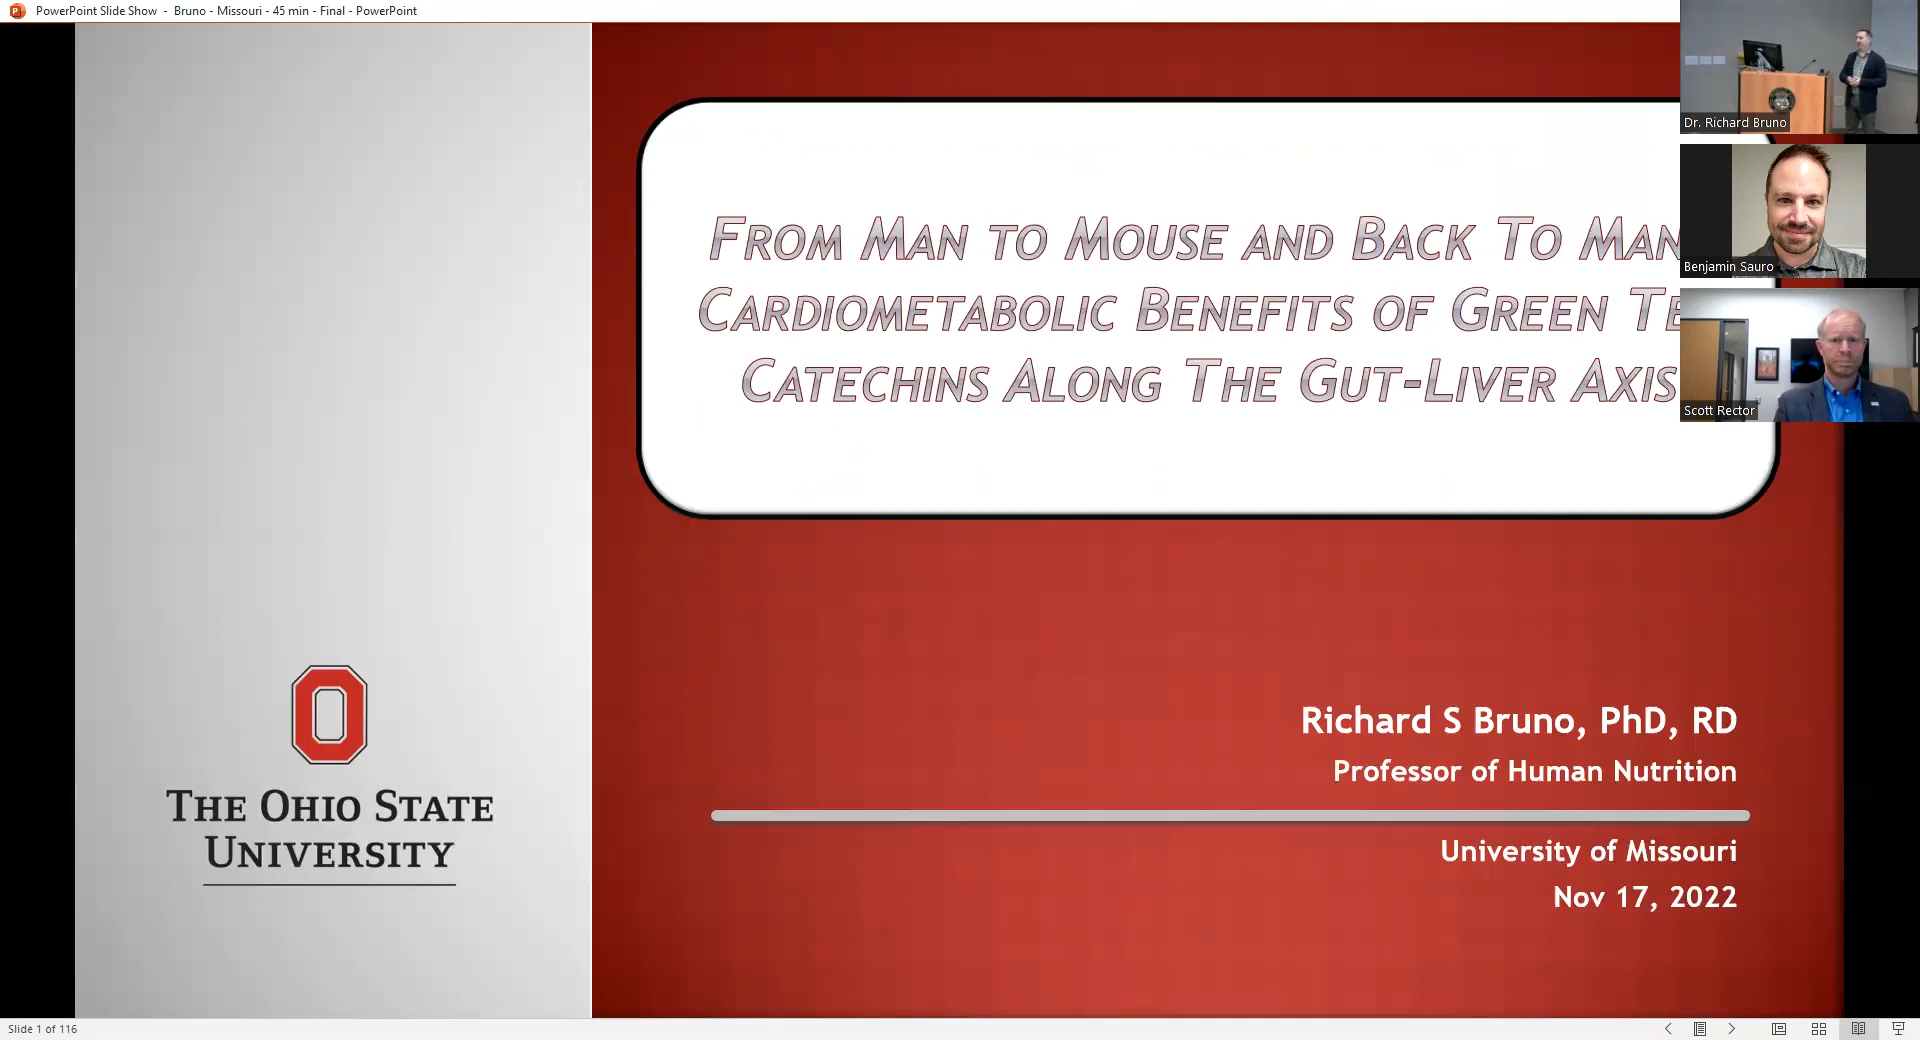 PowerPoint Slide Show - Bruno - Missouri - 45 min - Final - PowerPoint
FROM MAN TO MOUSE AND BACK TO MAN
CARDIOMETABOLIC BENEFITS OF GREEN TE
CATECHINS ALONG THE GUT-LIVER AXIS
Dr. Richard Bruno
Benjamin Sauro
Scott Rector
O
THE OHIO STATE
UNIVERSITY
Richard S Bruno, PhD, RD
Professor of Human Nutrition
University of Missouri
Nov 17, 2022
Slide 1 of 116